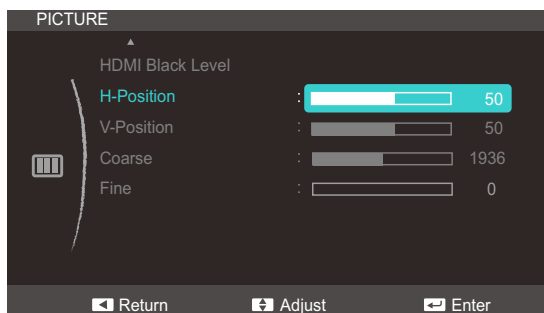 PICTURE
HDMI Black Level
H-Position : 50
V-Position : 50
Coarse : 1936
Fine : 0
Return Adjust Enter